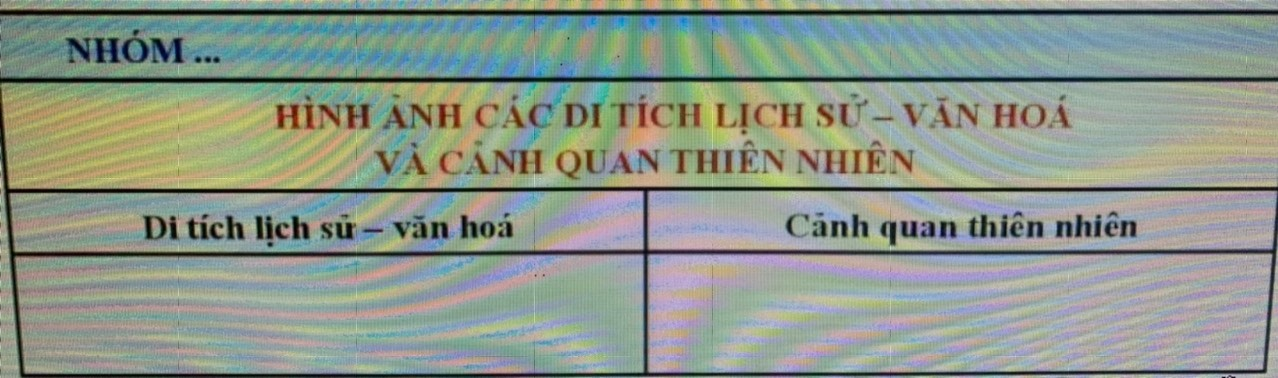 NHÓM ...
HÌNH ẢNH CÁC DI TÍCH LỊCH SỬ – VĂN HOÁ
VÀ CẢNH QUAN THIÊN NHIÊN
Di tích lịch sử – văn hoá
Cảnh quan thiên nhiên